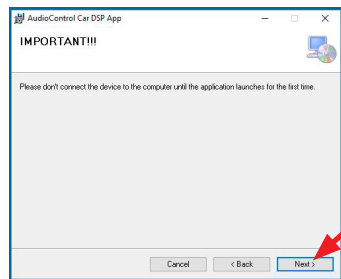 AudioControl Car DSP App
IMPORTANT!!!
Please don't connect the device to the computer until the application launches for the first time.
Cancel
< Back
Next >